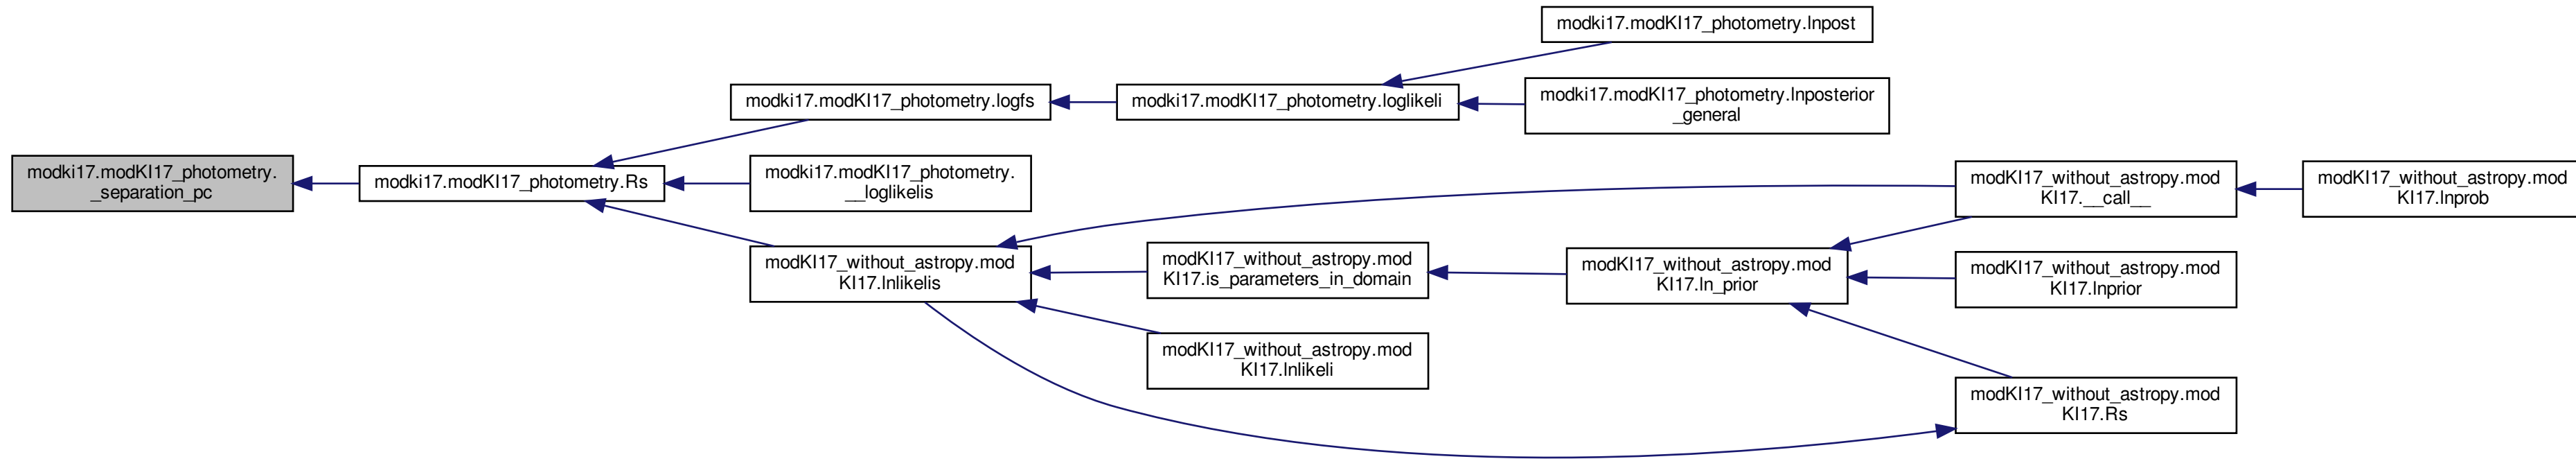 modki17.modKI17_photometry.lnpost
modki17.modKI17_photometry.logfs
modki17.modKI17_photometry.loglikeli
modki17.modKI17_photometry.lnposterior
_general
modki17.modKI17_photometry.
_separation_pc
modki17.modKI17_photometry.Rs
modki17.modKI17_photometry.
__loglikelis
modKI17_without_astropy.mod
KI17.__call__
modKI17_without_astropy.mod
KI17.lnprob
modKI17_without_astropy.mod
KI17.lnlikelis
modKI17_without_astropy.mod
KI17.is_parameters_in_domain
modKI17_without_astropy.mod
KI17.ln_prior
modKI17_without_astropy.mod
KI17.lnprior
modKI17_without_astropy.mod
KI17.lnlikeli
modKI17_without_astropy.mod
KI17.Rs